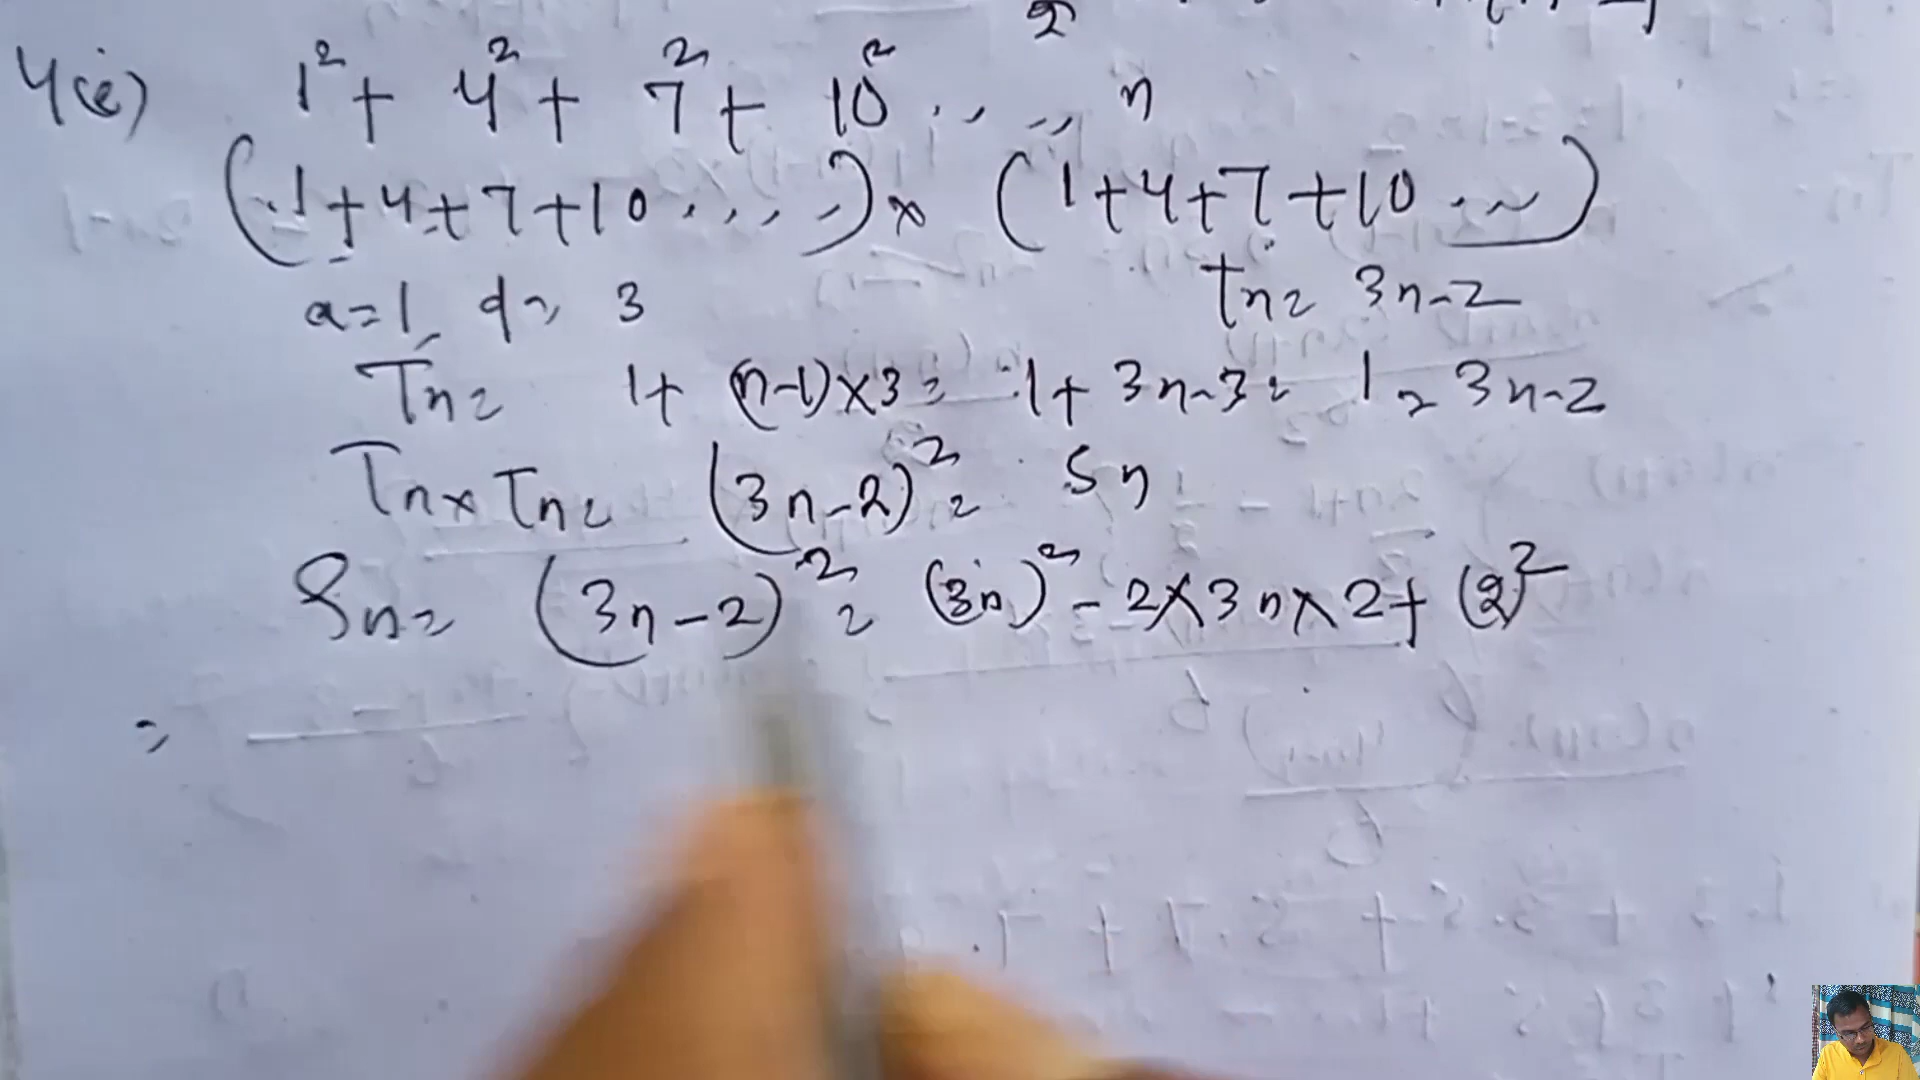 4(i) 1² + 4² + 7² + 10² . . . . n
(1+4+7+10 . . . .) × (1+4+7+10 . . ~)
Tn = 3n-2
a=1, d = 3
Tn = 1+ (n-1)×3 = 1+ 3n-3 = 1 = 3n-2
Tn × Tn = (3n-2)² = Sn
Sn = (3n-2)² = (3n)² - 2×3n×2+ (2)²
=